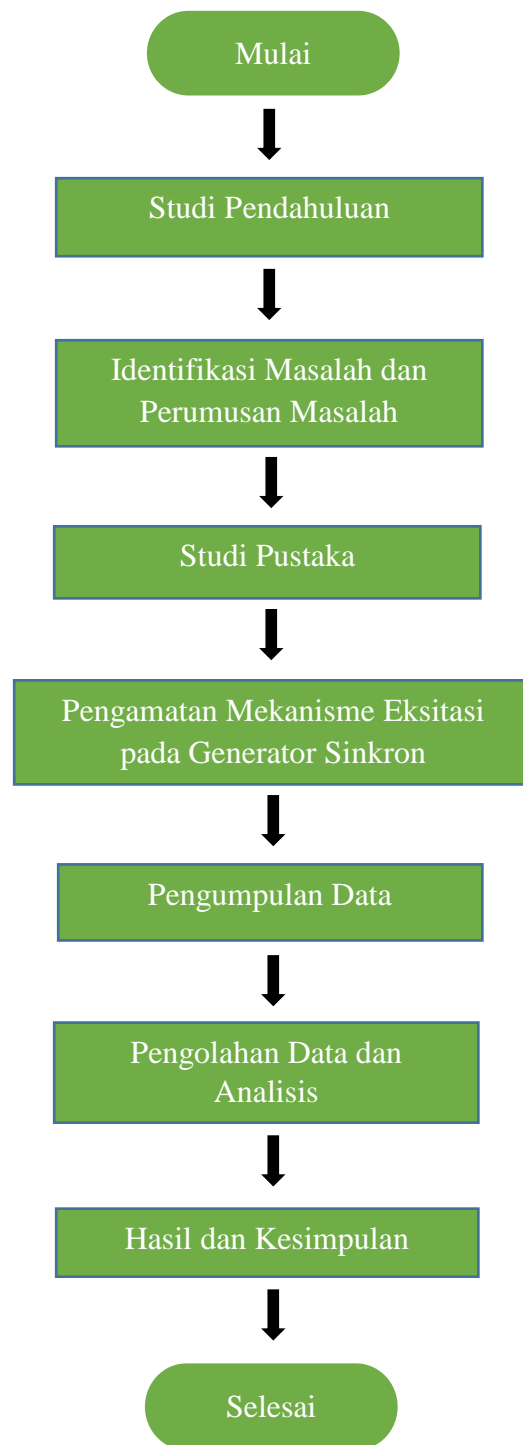 Mulai
Studi Pendahuluan
Identifikasi Masalah dan
Perumusan Masalah
Studi Pustaka
Pengamatan Mekanisme Eksitasi
pada Generator Sinkron
Pengumpulan Data
Pengolahan Data dan
Analisis
Hasil dan Kesimpulan
Selesai